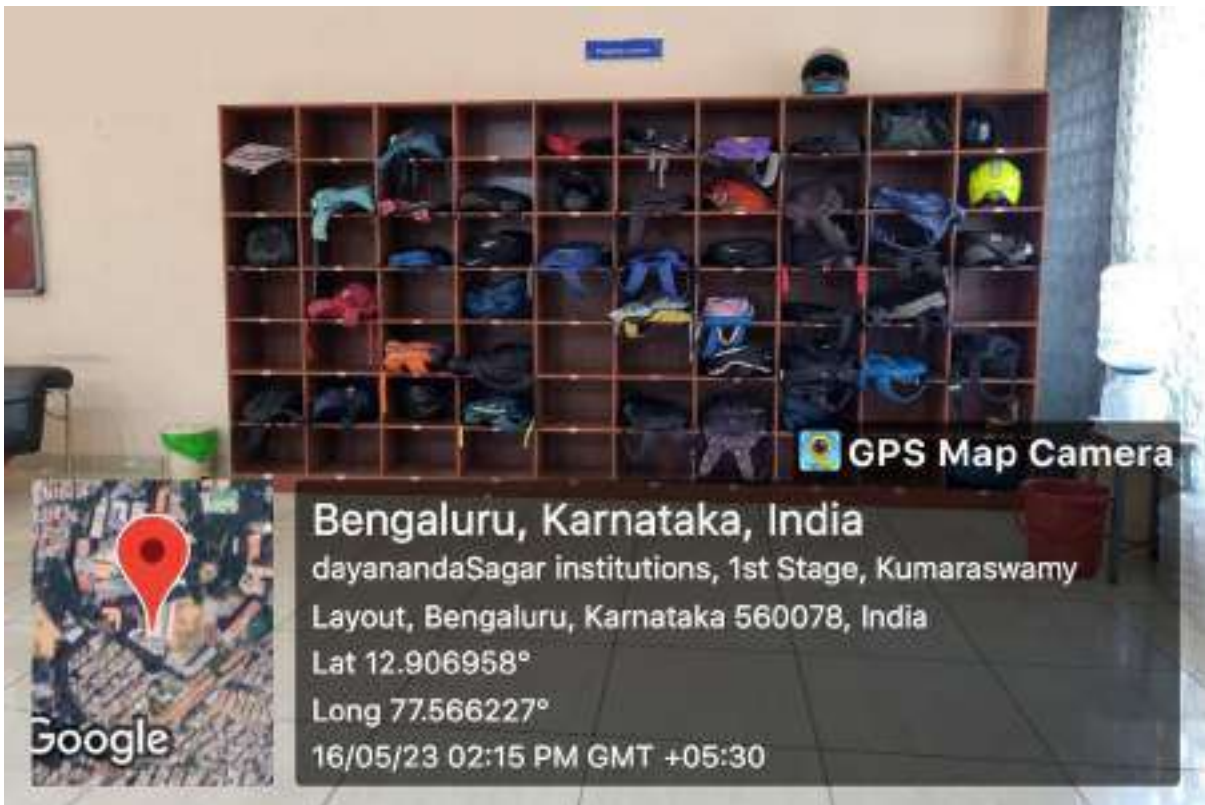 GPS Map Camera
Bengaluru, Karnataka, India
dayanandaSagar institutions, 1st Stage, Kumaraswamy
Layout, Bengaluru, Karnataka 560078, India
Lat 12.906958°
Long 77.566227°
16/05/23 02:15 PM GMT +05:30
Google